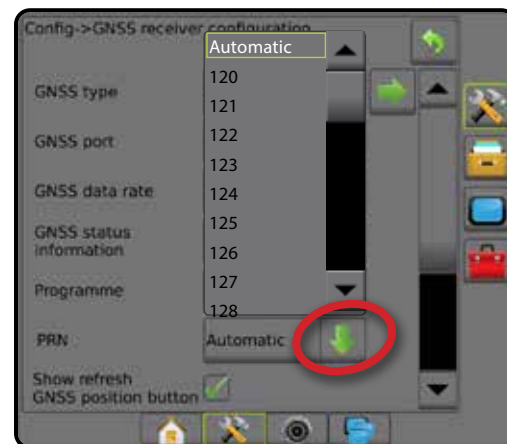 Config->GNSS receiver configuration
Automatic
120
121
122
123
124
125
126
127
128
GNSS type
GNSS port
GNSS data rate
GNSS status
information
Programme
PRN
Automatic
Show refresh
GNSS position button